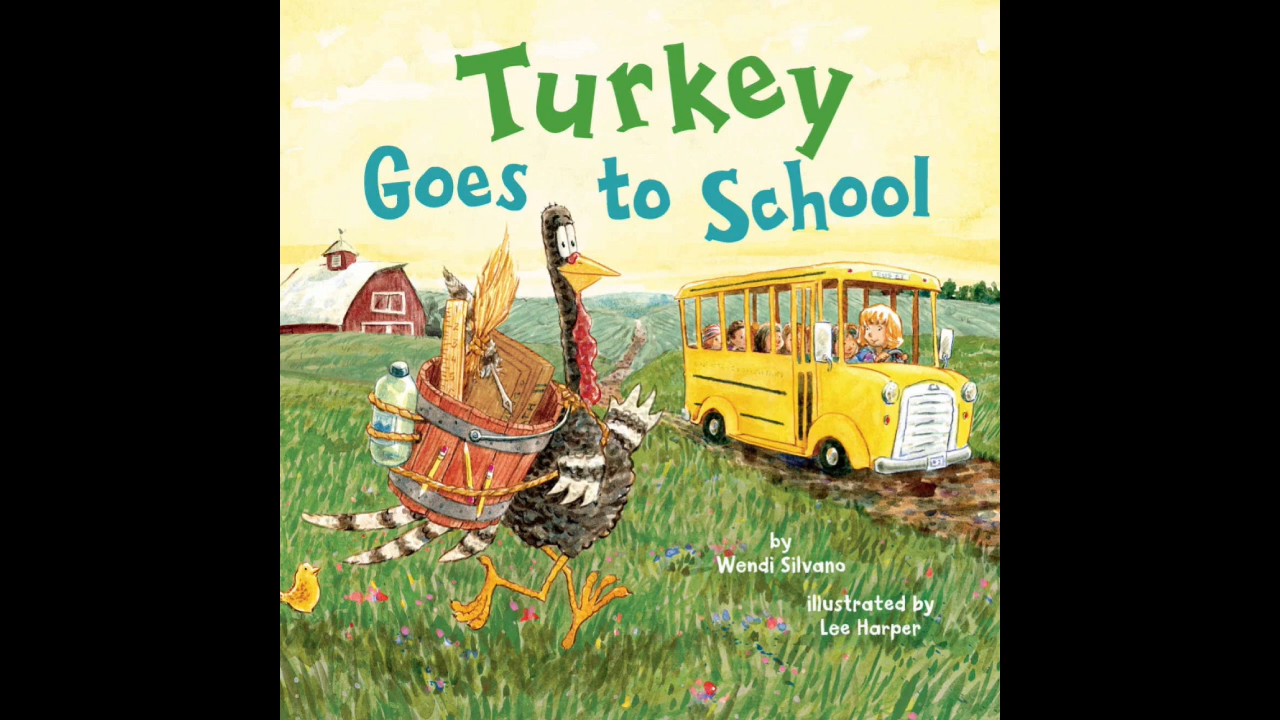 Turkey
Goes to School
by
Wendi Silvano
illustrated by
Lee Harper